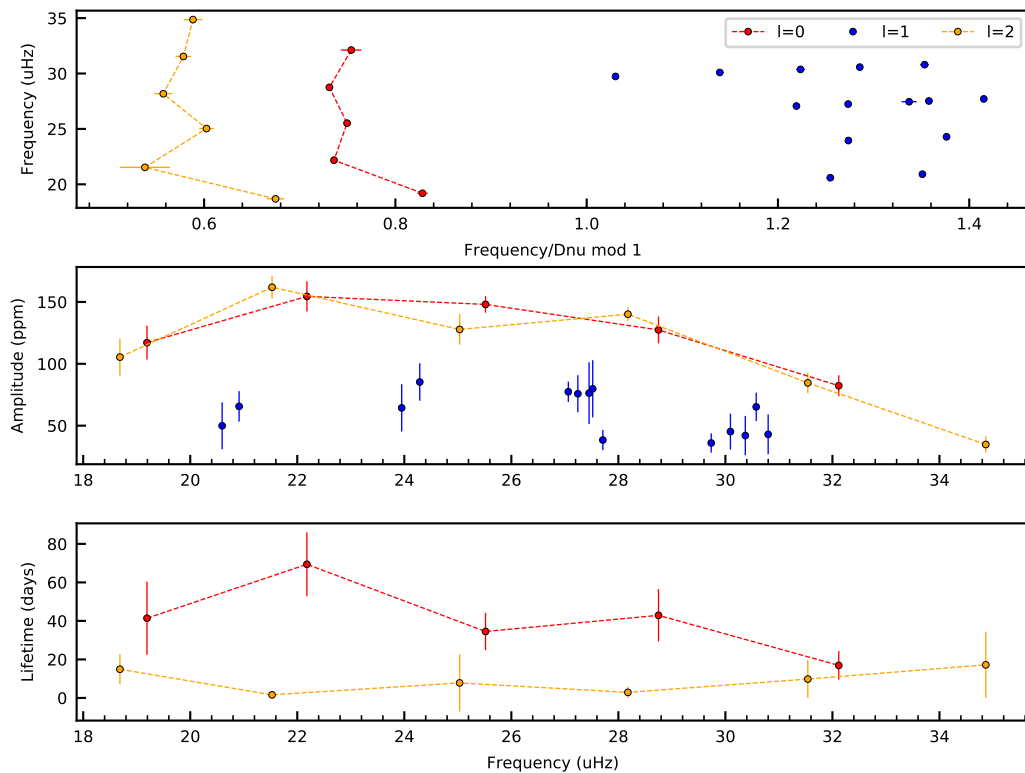 35
30
25
20
Frequency (uHz)
l=0 l=1 l=2
0.6 0.8 1.0 1.2 1.4
Frequency/Dnu mod 1
150
100
50
Amplitude (ppm)
18 20 22 24 26 28 30 32 34
80
60
40
20
0
Lifetime (days)
18 20 22 24 26 28 30 32 34
Frequency (uHz)